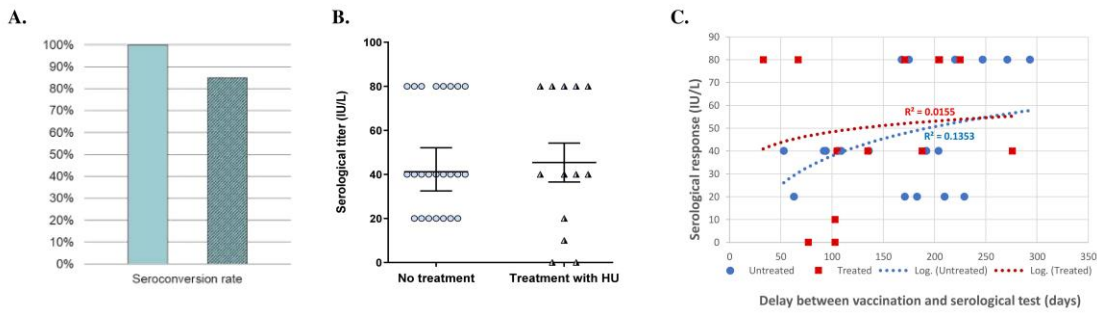 A.
100%
90%
80%
70%
60%
50%
40%
30%
20%
10%
0%
Seroconversion rate
B.
Serological titer (IU/L)
100
80
60
40
20
0
No treatment
Treatment with HU
C.
Serological response (IU/L)
90
80
70
60
50
40
30
20
10
0
R² = 0.0155
R² = 0.1353
0 50 100 150 200 250 300 350
Untreated Treated Log. (Untreated) Log. (Treated)
Delay between vaccination and serological test (days)